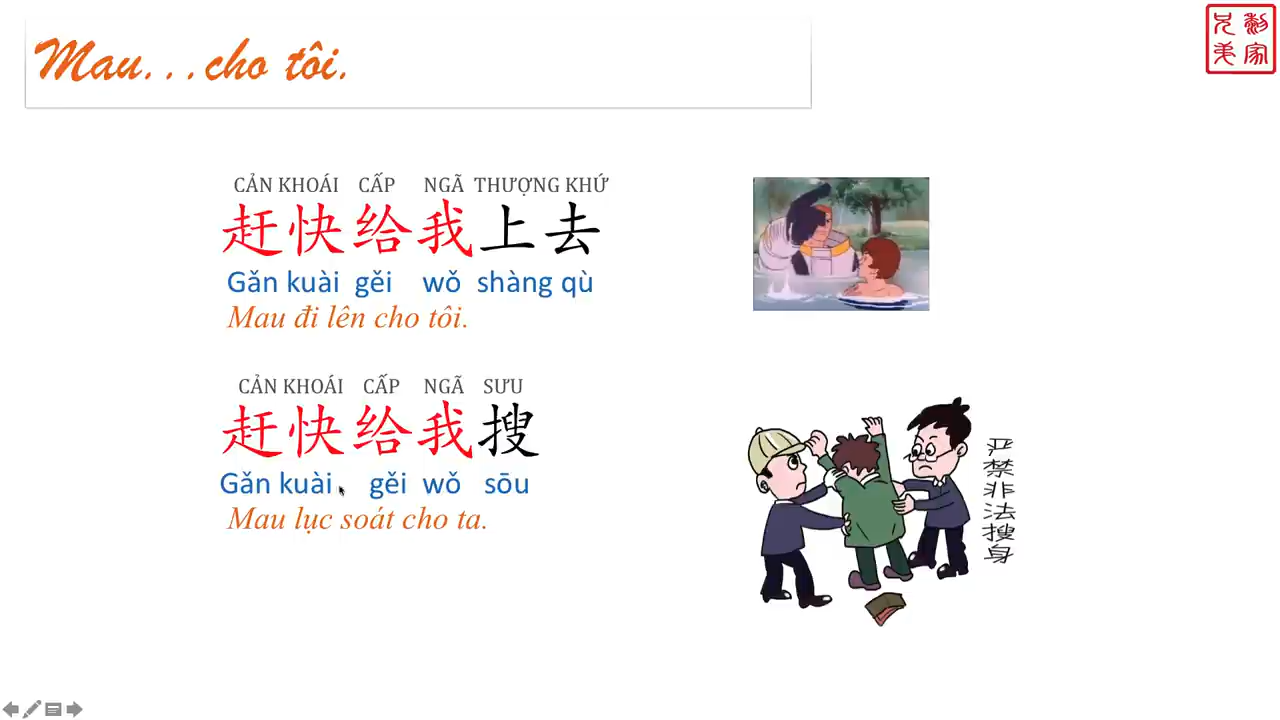 Mau...cho tôi.
CẢN KHOÁI CẤP NGÃ THƯỢNG KHỨ
赶快给我上去
Gǎn kuài gěi wǒ shàng qù
Mau đi lên cho tôi.
CẢN KHOÁI CẤP NGÃ SƯU
赶快给我搜
Gǎn kuài gěi wǒ sōu
Mau lục soát cho ta.
严禁非法搜身